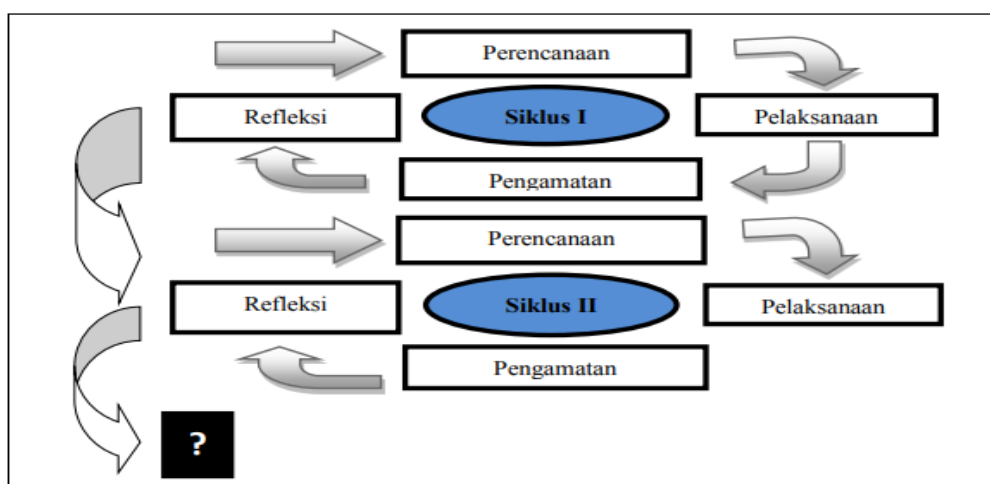 Perencanaan
Refleksi
Siklus I
Pelaksanaan
Pengamatan
Perencanaan
Refleksi
Siklus II
Pelaksanaan
Pengamatan
?